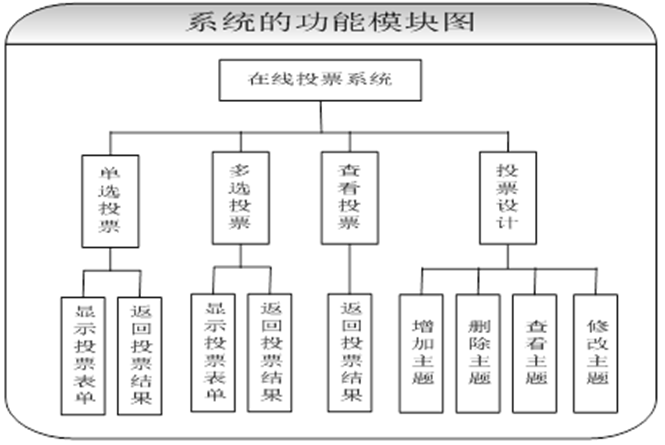 系统的功能模块图
在线投票系统
单选投票
多选投票
查看投票
投票设计
显示投票表单
返回投票结果
显示投票表单
返回投票结果
返回投票结果
增加主题
删除主题
查看主题
修改主题